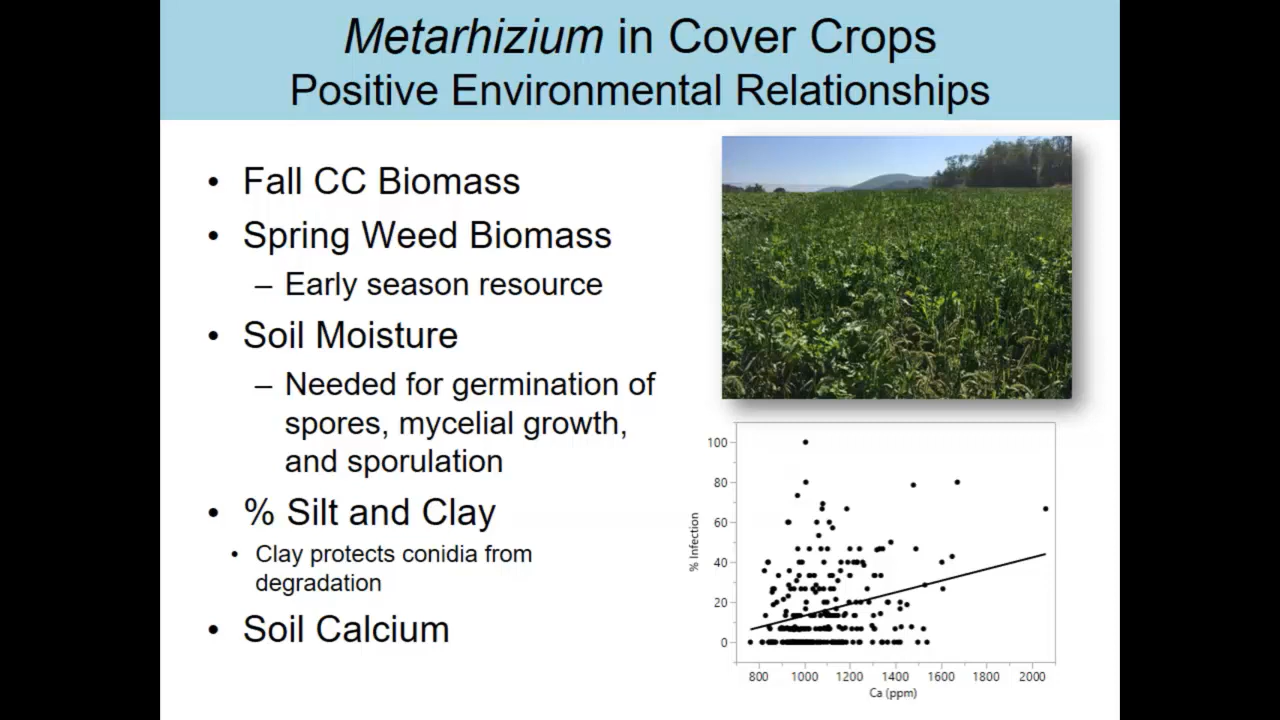 Metarhizium in Cover Crops
Positive Environmental Relationships
• Fall CC Biomass
• Spring Weed Biomass
– Early season resource
• Soil Moisture
– Needed for germination of
spores, mycelial growth,
and sporulation
• % Silt and Clay
• Clay protects conidia from
degradation
• Soil Calcium
% Infection
100
80
60
40
20
0
800 1000 1200 1400 1600 1800 2000
Ca (ppm)